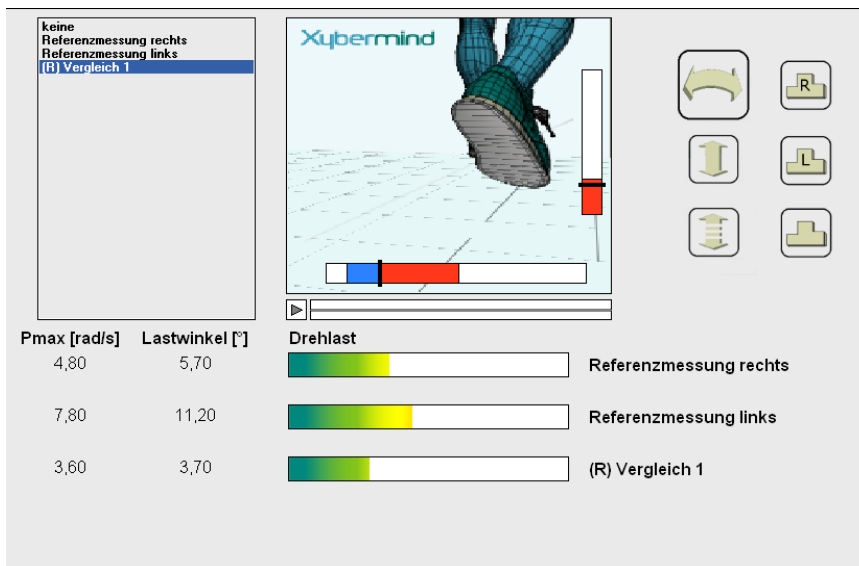 keine
Referenzmessung rechts
Referenzmessung links
(R) Vergleich 1
Xybermind
R
L
Pmax [rad/s] Lastwinkel [°] Drehlast
4,80 5,70 Referenzmessung rechts
7,80 11,20 Referenzmessung links
3,60 3,70 (R) Vergleich 1